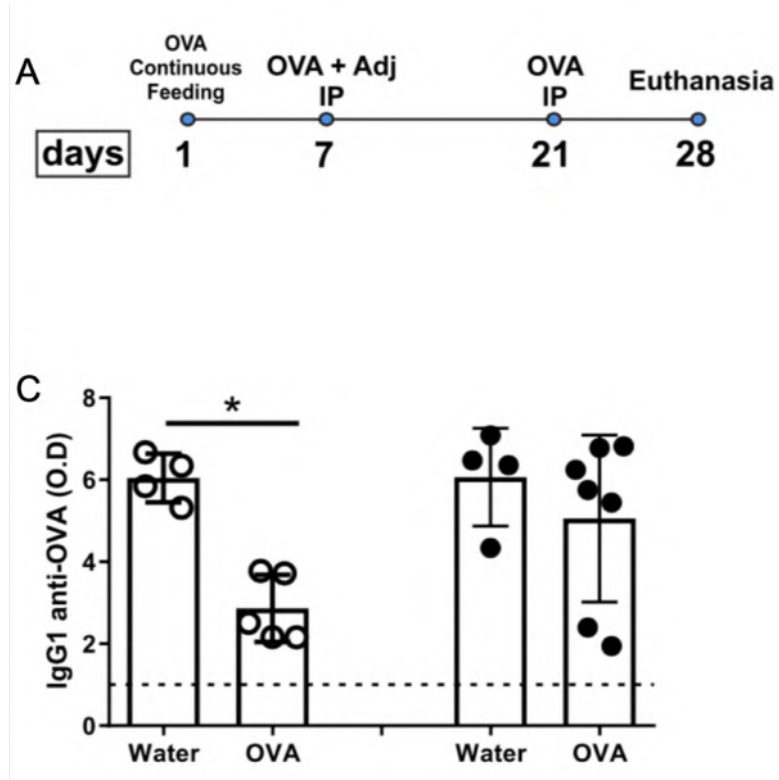 A
OVA
Continuous
Feeding
OVA + Adj
IP
OVA
IP
Euthanasia
days
1
7
21
28
C
*
IgG1 anti-OVA (O.D)
8
6
4
2
0
Water
OVA
Water
OVA